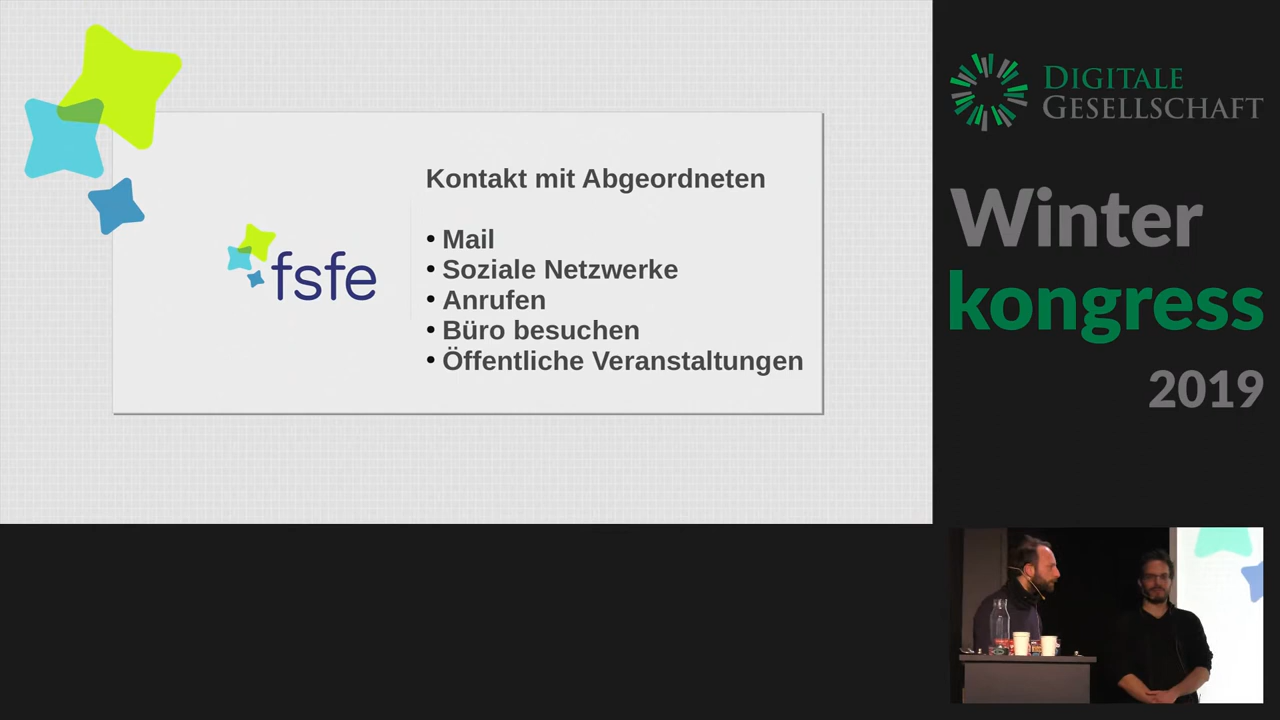 Kontakt mit Abgeordneten
• Mail
• Soziale Netzwerke
• Anrufen
• Büro besuchen
• Öffentliche Veranstaltungen
fsfe
DIGITALE
GESELLSCHAFT
Winter
kongress
2019